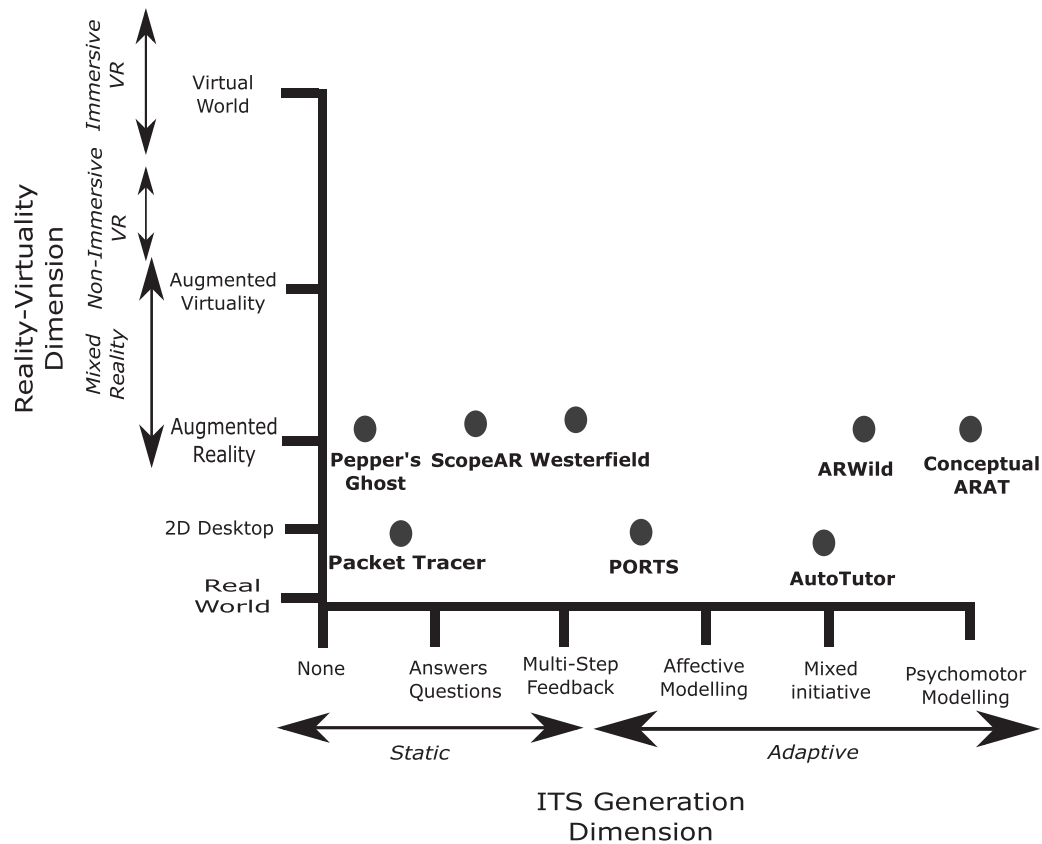 Reality-Virtuality
Dimension
Immersive
VR
Non-Immersive
VR
Mixed
Reality
Virtual
World
Augmented
Virtuality
Augmented
Reality
2D Desktop
Real
World
Pepper's
Ghost
ScopeAR
Westerfield
ARWild
Conceptual
ARAT
Packet Tracer
PORTS
AutoTutor
None
Answers
Questions
Multi-Step
Feedback
Affective
Modelling
Mixed
initiative
Psychomotor
Modelling
Static
Adaptive
ITS Generation
Dimension